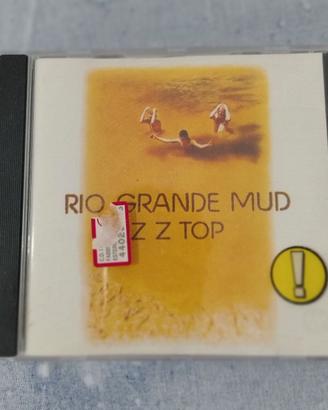 RIO GRANDE MUD
Z Z TOP
!